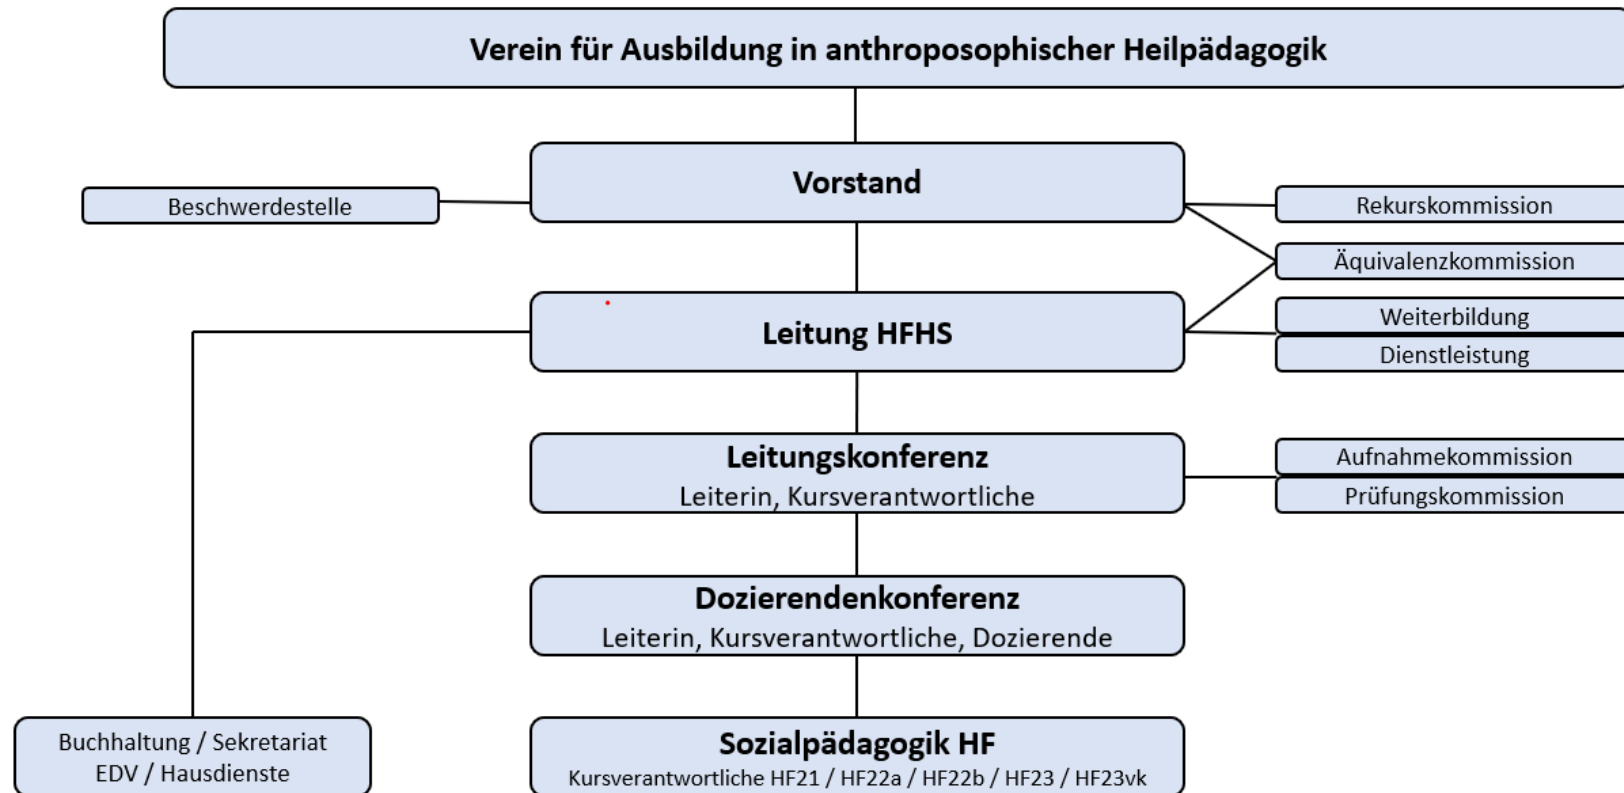 Verein für Ausbildung in anthroposophischer Heilpädagogik
Vorstand
Beschwerdestelle
Rekurskommission
Äquivalenzkommission
Leitung HFHS
Weiterbildung
Dienstleistung
Leitungskonferenz
Leiterin, Kursverantwortliche
Aufnahmekommission
Prüfungskommission
Dozierendenkonferenz
Leiterin, Kursverantwortliche, Dozierende
Buchhaltung / Sekretariat
EDV / Hausdienste
Sozialpädagogik HF
Kursverantwortliche HF21 / HF22a / HF22b / HF23 / HF23vk